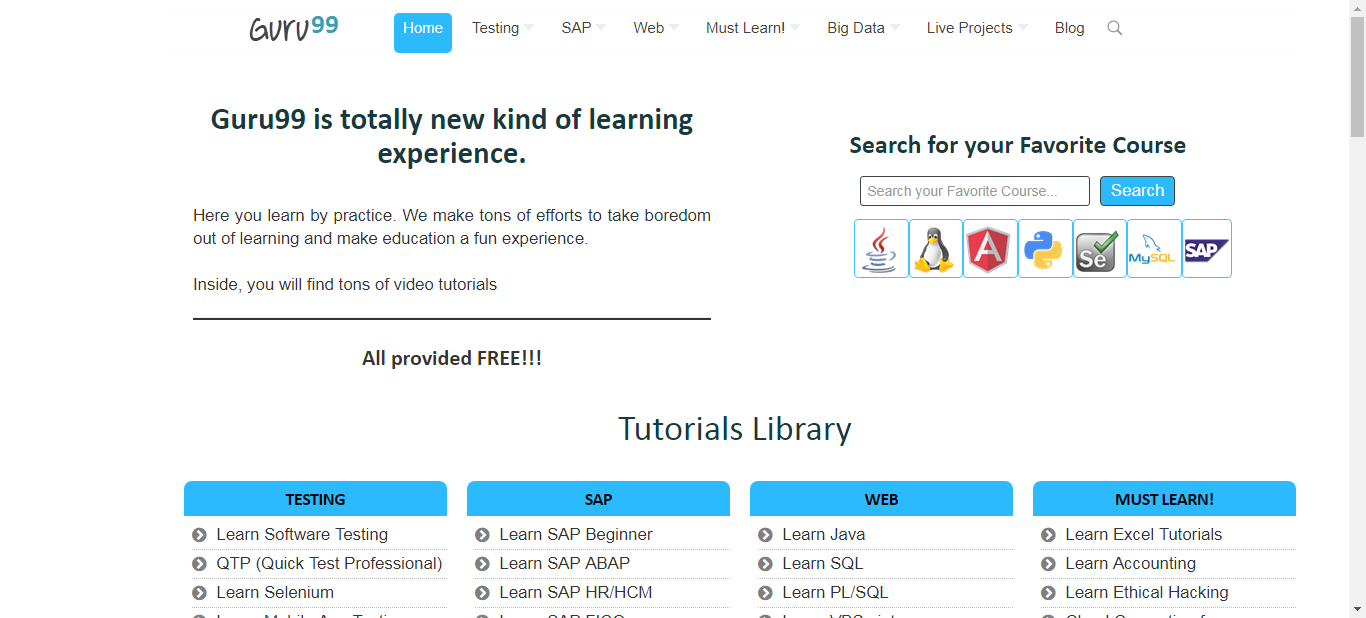 Guru99
Home Testing SAP Web Must Learn! Big Data Live Projects Blog
Guru99 is totally new kind of learning
experience.
Here you learn by practice. We make tons of efforts to take boredom
out of learning and make education a fun experience.
Inside, you will find tons of video tutorials
All provided FREE!!!
Search for your Favorite Course
Search your Favorite Course...
Search
Se MySQL SAP
Tutorials Library
TESTING
Learn Software Testing
QTP (Quick Test Professional)
Learn Selenium
SAP
Learn SAP Beginner
Learn SAP ABAP
Learn SAP HR/HCM
WEB
Learn Java
Learn SQL
Learn PL/SQL
MUST LEARN!
Learn Excel Tutorials
Learn Accounting
Learn Ethical Hacking